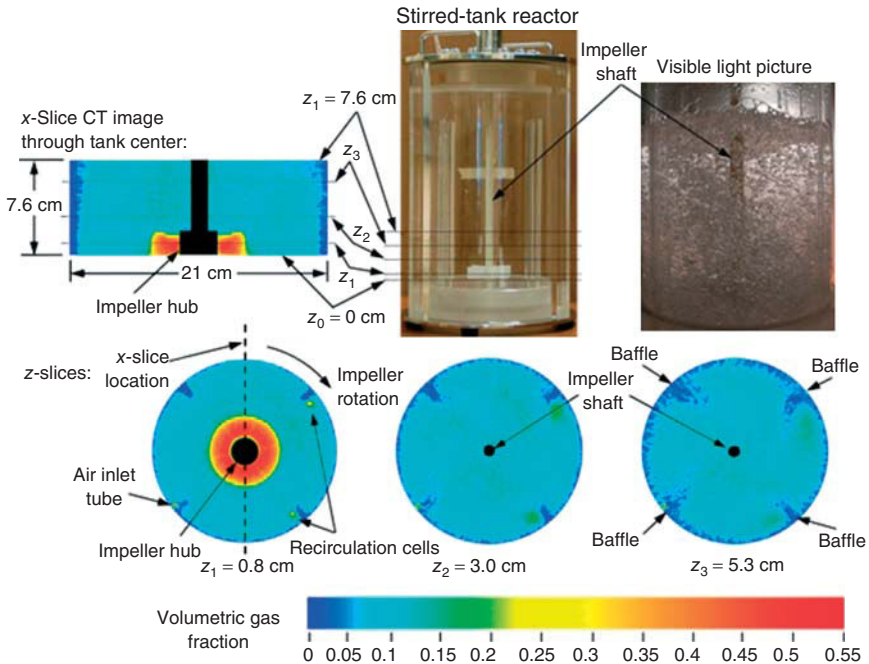 Stirred-tank reactor
Impeller
shaft
Visible light picture
z1 = 7.6 cm
x-Slice CT image
through tank center:
z3
7.6 cm
z2
z1
21 cm
Impeller hub
z0 = 0 cm
x-slice
location
z-slices:
Impeller
rotation
Impeller
shaft
Baffle
Baffle
Air inlet
tube
Impeller hub
Recirculation cells
Baffle
Baffle
z1 = 0.8 cm
z2 = 3.0 cm
z3 = 5.3 cm
Volumetric gas
fraction
0 0.05 0.1 0.15 0.2 0.25 0.3 0.35 0.4 0.45 0.5 0.55